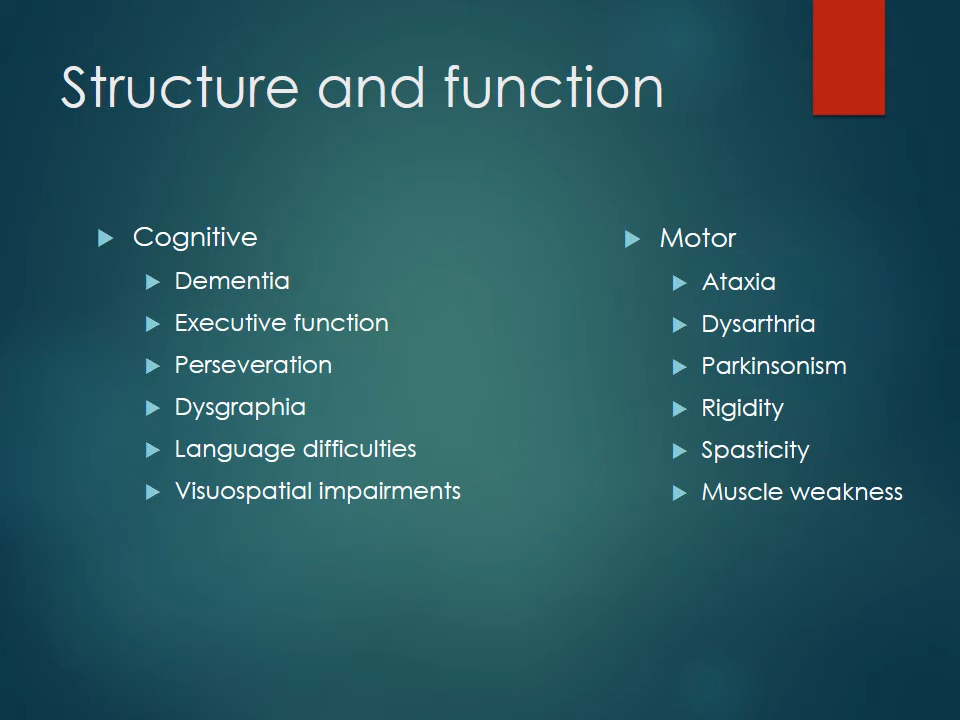 Structure and function
Cognitive
Dementia
Executive function
Perseveration
Dysgraphia
Language difficulties
Visuospatial impairments
Motor
Ataxia
Dysarthria
Parkinsonism
Rigidity
Spasticity
Muscle weakness